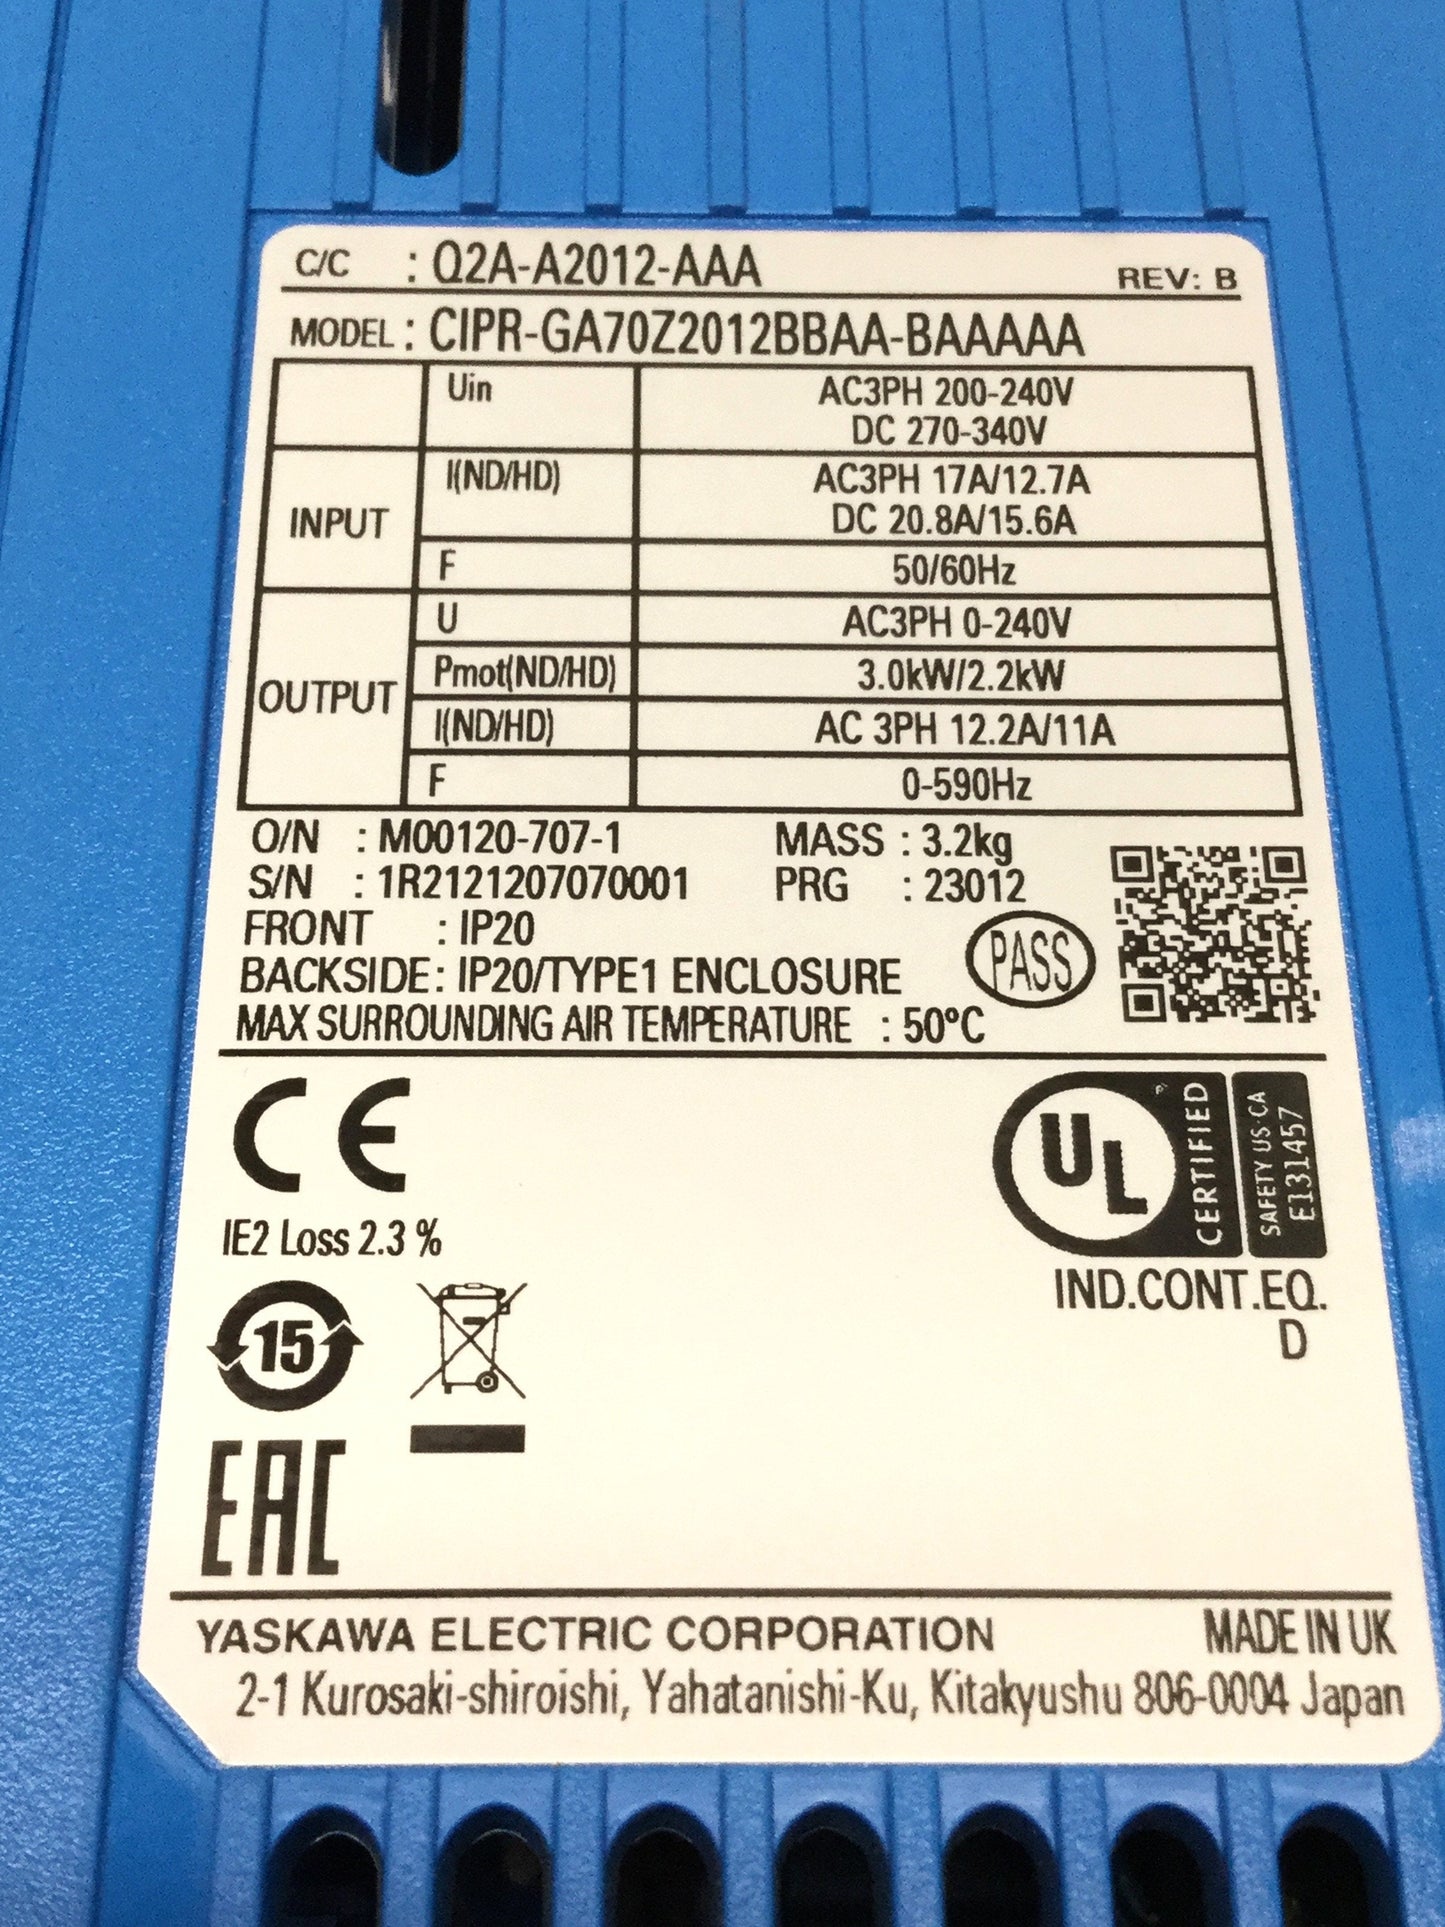 C/C : Q2A-A2012-AAA REV: B
MODEL : CIPR-GA70Z2012BBAA-BAAAAA
Uin AC3PH 200-240V
DC 270-340V
INPUT I(ND/HD) AC3PH 17A/12.7A
DC 20.8A/15.6A
F 50/60Hz
OUTPUT U AC3PH 0-240V
Pmot(ND/HD) 3.0kW/2.2kW
I(ND/HD) AC 3PH 12.2A/11A
F 0-590Hz
O/N : M00120-707-1 MASS : 3.2kg
S/N : 1R2121207070001 PRG : 23012
FRONT : IP20
PASS
BACKSIDE: IP20/TYPE1 ENCLOSURE
MAX SURROUNDING AIR TEMPERATURE : 50°C
CE
UL CERTIFIED
SAFETY US·CA
E131457
IE2 Loss 2.3 %
IND.CONT.EQ.
D
15
EAC
YASKAWA ELECTRIC CORPORATION MADE IN UK
2-1 Kurosaki-shiroishi, Yahatanishi-Ku, Kitakyushu 806-0004 Japan